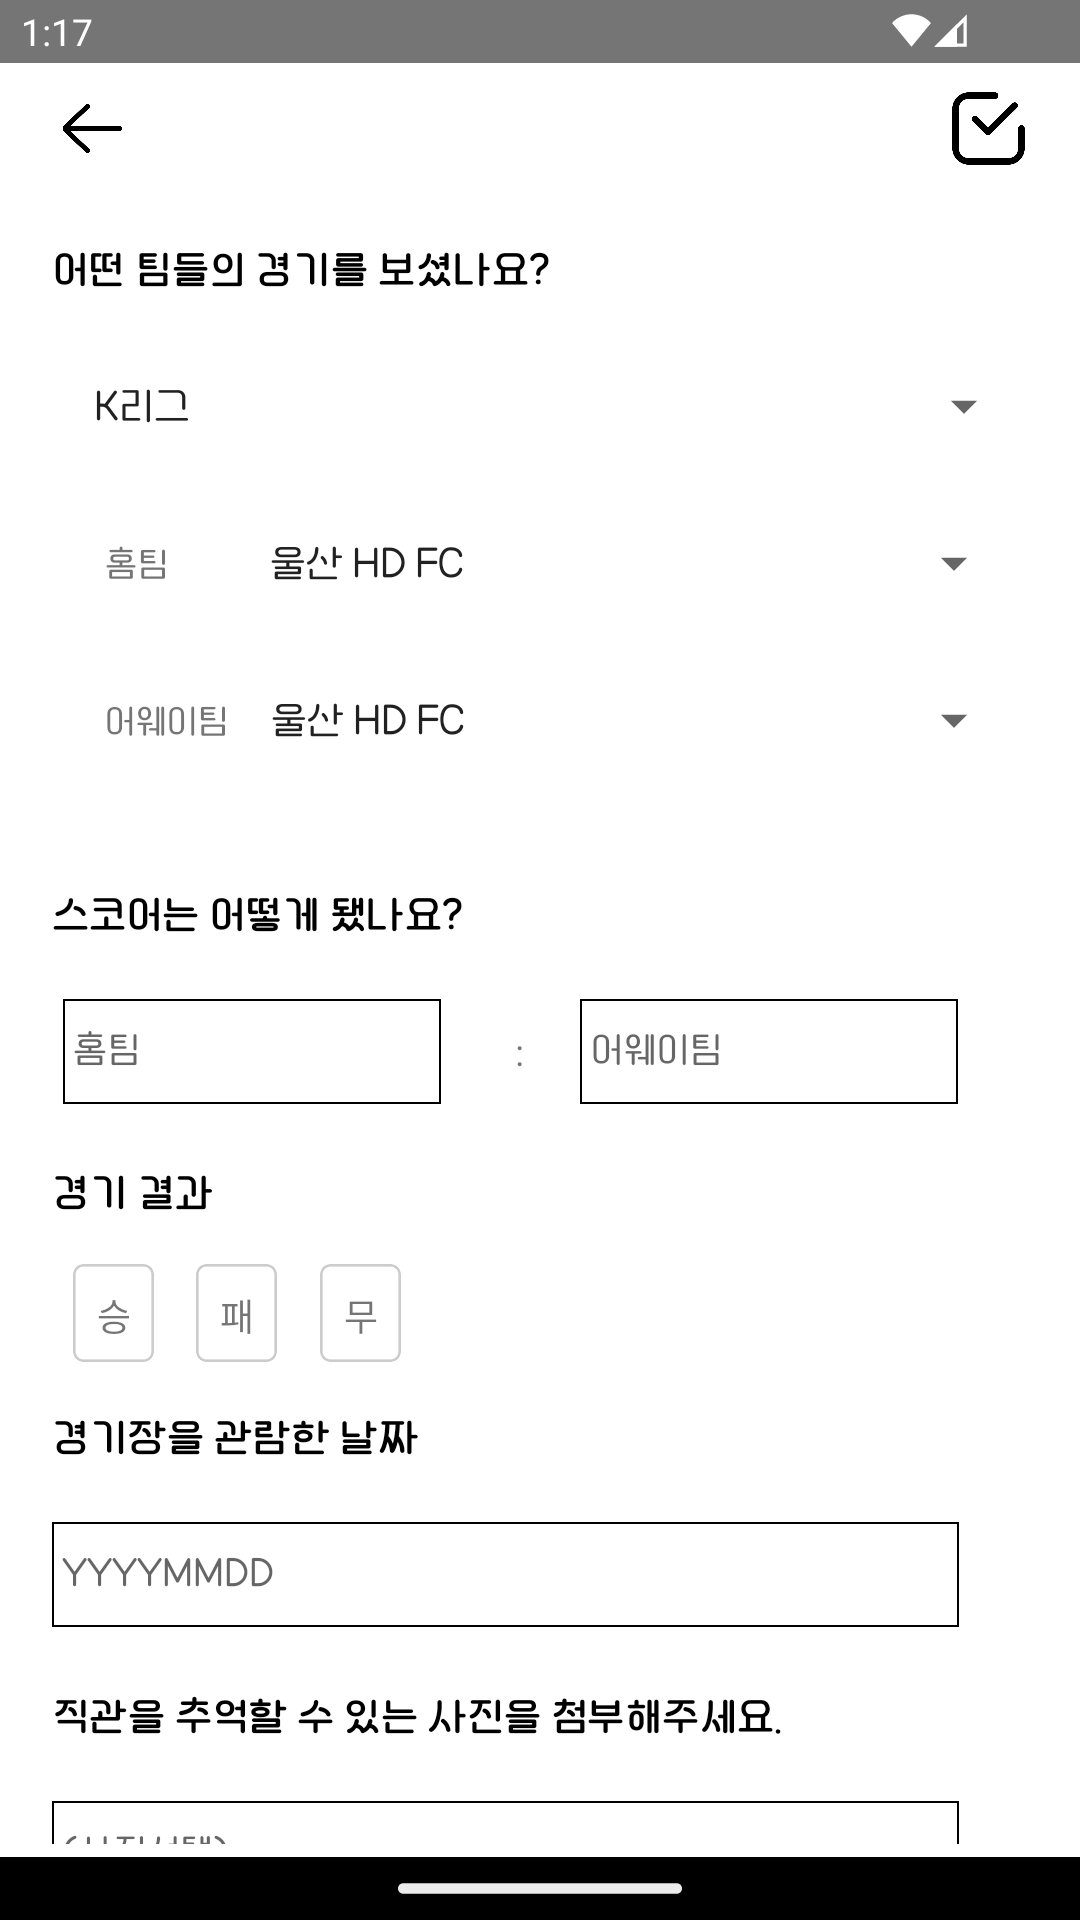 1:17
어떤 팀들의 경기를 보셨나요?
K리그
홈팀 울산 HD FC
어웨이팀 울산 HD FC
스코어는 어떻게 됐나요?
홈팀 : 어웨이팀
경기 결과
승 패 무
경기장을 관람한 날짜
YYYYMMDD
직관을 추억할 수 있는 사진을 첨부해주세요.